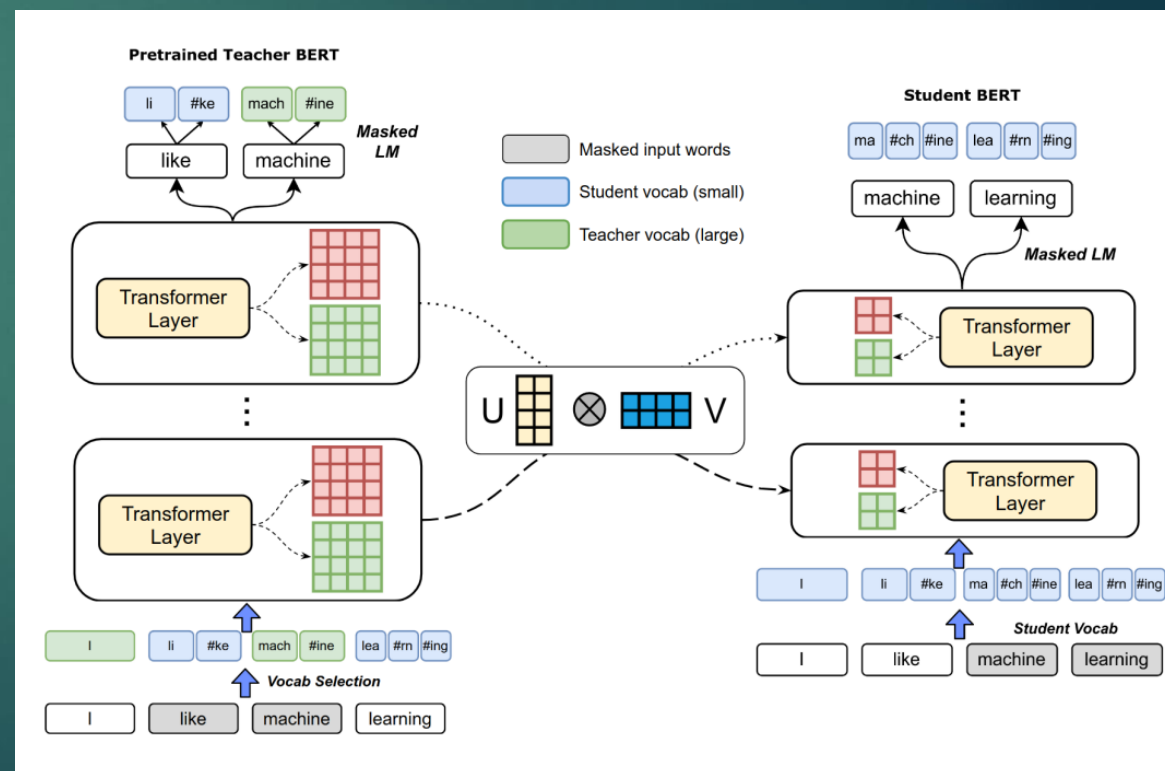 Pretrained Teacher BERT
li #ke mach #ine
Masked
LM
like machine
Transformer
Layer
⋮
Transformer
Layer
I li #ke mach #ine lea #rn #ing
Vocab Selection
I like machine learning
Masked input words
Student vocab (small)
Teacher vocab (large)
U ⊗ V
Student BERT
ma #ch #ine lea #rn #ing
machine learning
Masked LM
Transformer
Layer
⋮
Transformer
Layer
I li #ke ma #ch #ine lea #rn #ing
Student Vocab
I like machine learning